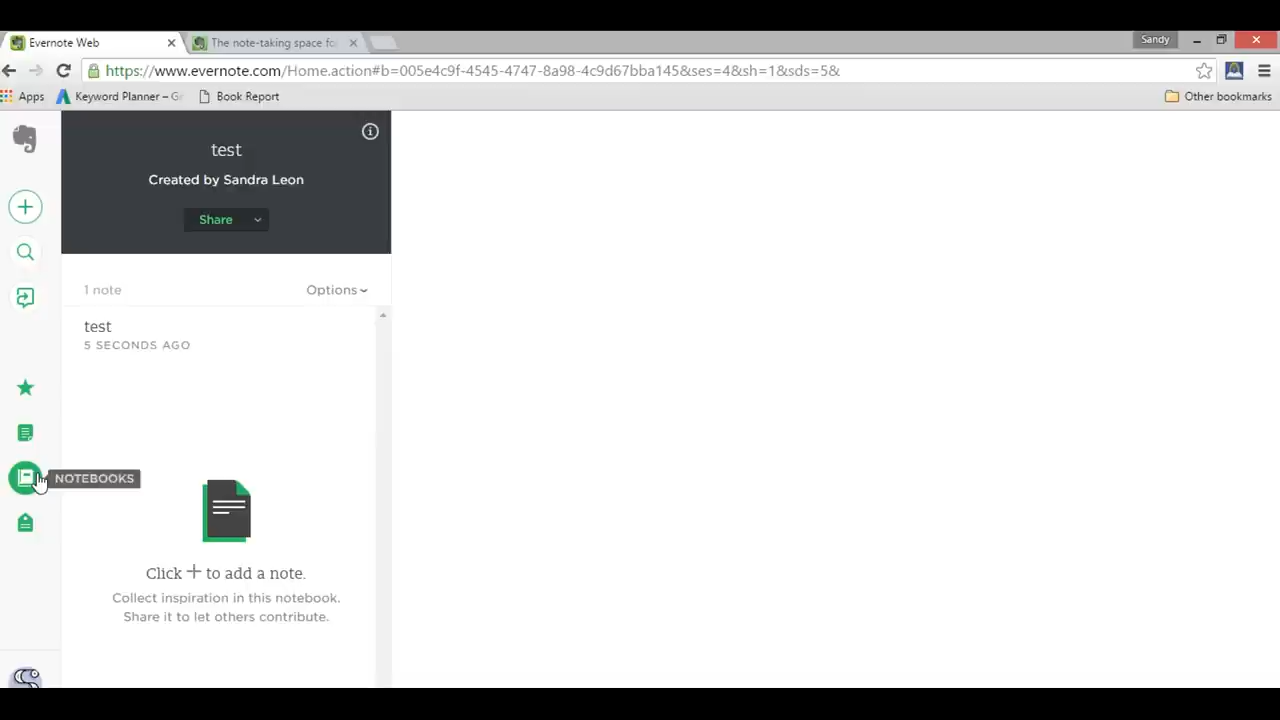 Evernote Web
The note-taking space fo
Sandy
https://www.evernote.com/Home.action#b=005e4c9f-4545-4747-8a98-4c9d67bba145&ses=4&sh=1&sds=5&
Apps
Keyword Planner – Gr
Book Report
Other bookmarks
test
Created by Sandra Leon
Share
1 note
Options
test
5 SECONDS AGO
NOTEBOOKS
Click + to add a note.
Collect inspiration in this notebook.
Share it to let others contribute.